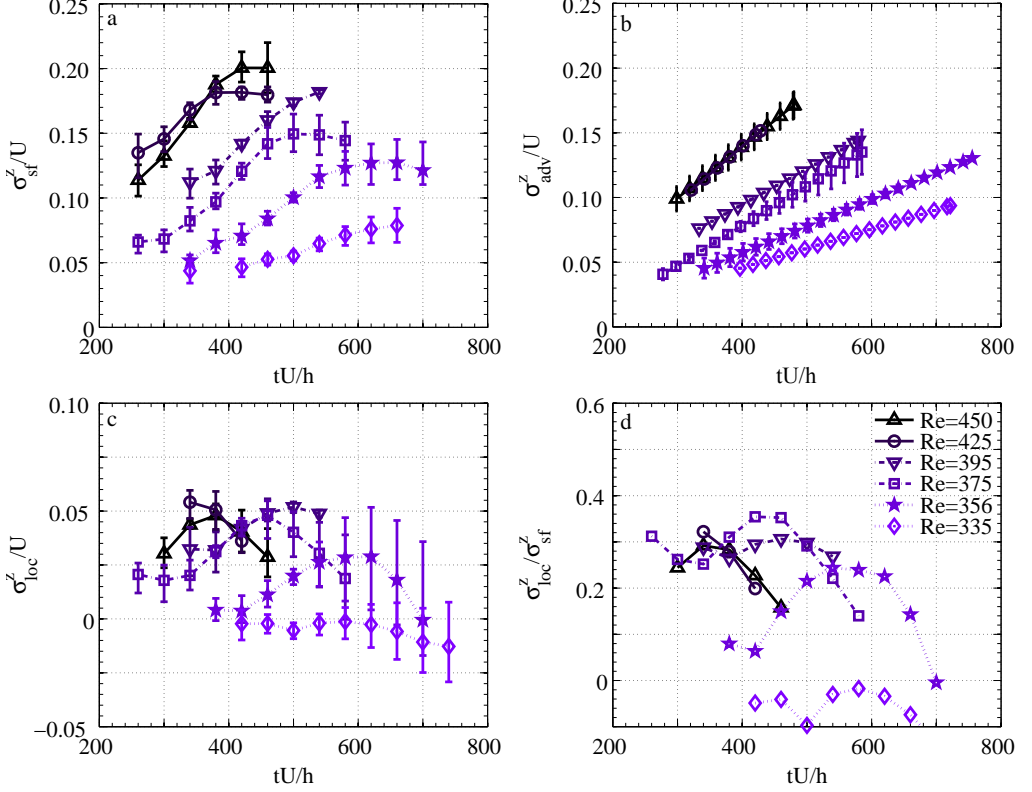 a
0.25
0.20
0.15
0.10
0.05
0
σ^z_sf/U
200 400 600 800
tU/h
b
0.25
0.20
0.15
0.10
0.05
0
σ^z_adv/U
200 400 600 800
tU/h
c
0.10
0.05
0
−0.05
σ^z_loc/U
200 400 600 800
tU/h
d
0.6
0.4
0.2
0
σ^z_loc/σ^z_sf
200 400 600 800
tU/h
Re=450
Re=425
Re=395
Re=375
Re=356
Re=335